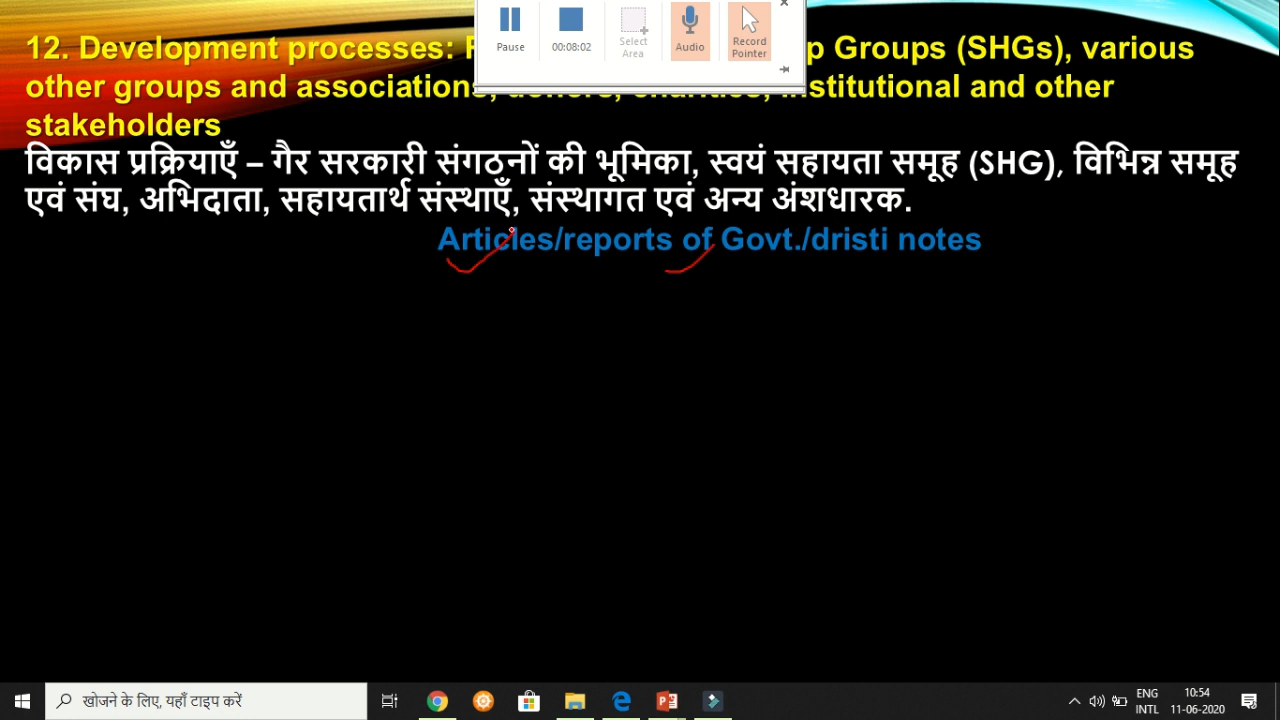 12. Development processes: p Groups (SHGs), various
other groups and associations, donors, charities, institutional and other
stakeholders
विकास प्रक्रियाएँ – गैर सरकारी संगठनों की भूमिका, स्वयं सहायता समूह (SHG), विभिन्न समूह
एवं संघ, अभिदाता, सहायतार्थ संस्थाएँ, संस्थागत एवं अन्य अंशधारक.
Articles/reports of Govt./dristi notes
Pause
00:08:02
Select
Area
Audio
Record
Pointer
खोजने के लिए, यहाँ टाइप करें
ENG
INTL
10:54
11-06-2020